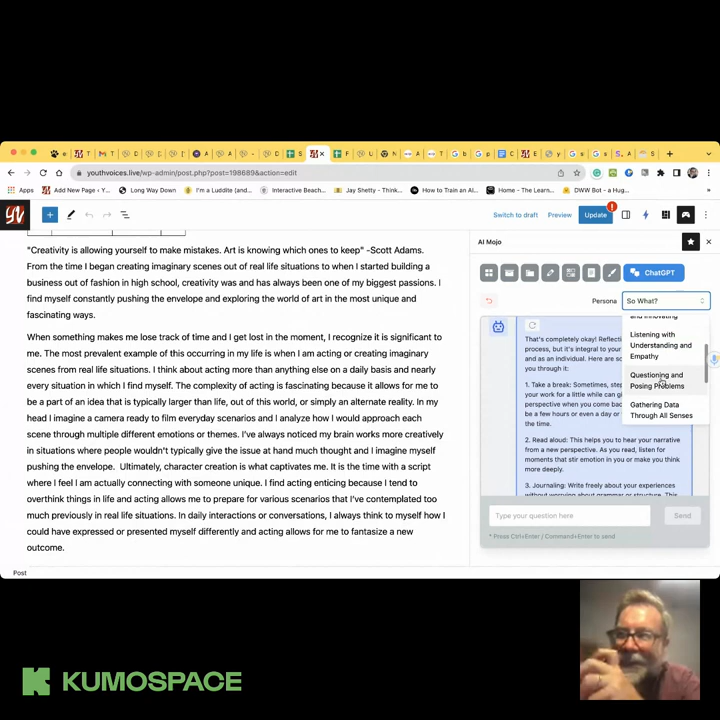 youthvoices.live/wp-admin/post.php?post=198689&action=edit
Apps
Add New Page ‹ Y...
Long Way Down
I'm a Luddite (and...
Interactive Beach...
Jay Shetty - Think...
How to Train an AI...
Home - The Learn...
DWW Bot - a Hug...
YV
Switch to draft
Preview
Update
!
AI Mojo
ChatGPT
Persona
So What?
"Creativity is allowing yourself to make mistakes. Art is knowing which ones to keep" -Scott Adams.
From the time I began creating imaginary scenes out of real life situations to when I started building a
business out of fashion in high school, creativity was and has always been one of my biggest passions. I
find myself constantly pushing the envelope and exploring the world of art in the most unique and
fascinating ways.
When something makes me lose track of time and I get lost in the moment, I recognize it is significant to
me. The most prevalent example of this occurring in my life is when I am acting or creating imaginary
scenes from real life situations. I think about acting more than anything else on a daily basis and nearly
every situation in which I find myself. The complexity of acting is fascinating because it allows for me to
be a part of an idea that is typically larger than life, out of this world, or simply an alternate reality. In my
head I imagine a camera ready to film everyday scenarios and I analyze how I would approach each
scene through multiple different emotions or themes. I've always noticed my brain works more creatively
in situations where people wouldn't typically give the issue at hand much thought and I imagine myself
pushing the envelope.  Ultimately, character creation is what captivates me. It is the time with a script
where I feel I am actually connecting with someone unique. I find acting enticing because I tend to
overthink things in life and acting allows me to prepare for various scenarios that I've contemplated too
much previously in real life situations. In daily interactions or conversations, I always think to myself how I
could have expressed or presented myself differently and acting allows for me to fantasize a new
outcome.
and Innovating
Listening with
Understanding and
Empathy
Questioning and
Posing Problems
Gathering Data
Through All Senses
That's completely okay! Reflecti
process, but it's integral to your
and as an individual. Here are so
you through it:
1. Take a break: Sometimes, step
your work for a little while can gi
perspective when you come bac
be a few hours or even a day or
the time.
2. Read aloud: This helps you to hear your narrative
from a new perspective. As you read, listen for
moments that stir emotion in you or make you think
more deeply.
3. Journaling: Write freely about your experiences
without worrying about grammar or structure. This
Type your question here
Send
* Press Ctrl+Enter / Command+Enter to send
Post
KUMOSPACE